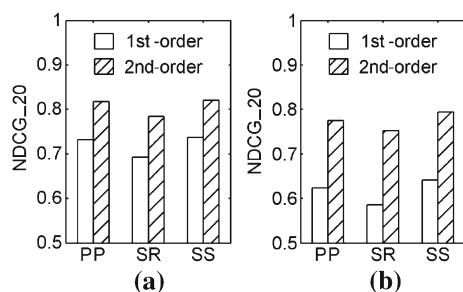 1
1st-order
2nd-order
0.9
0.8
0.7
0.6
0.5
NDCG_20
PP SR SS
(a)
1
1st-order
2nd-order
0.9
0.8
0.7
0.6
0.5
NDCG_20
PP SR SS
(b)